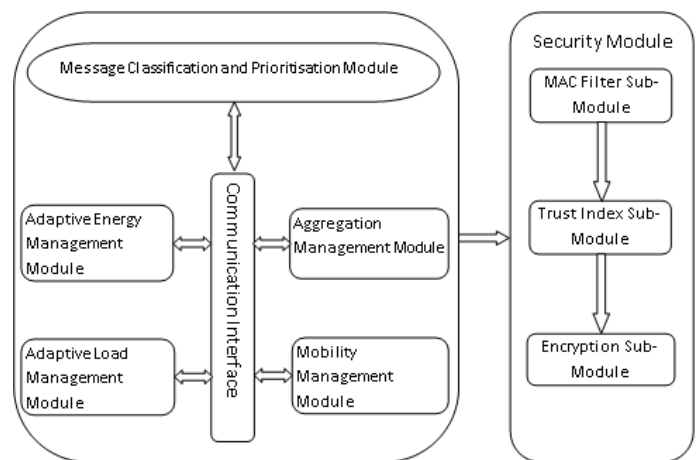 Message Classification and Prioritisation Module
Communication Interface
Adaptive Energy
Management
Module
Aggregation
Management Module
Adaptive Load
Management
Module
Mobility
Management
Module
Security Module
MAC Filter Sub-
Module
Trust Index Sub-
Module
Encryption Sub-
Module